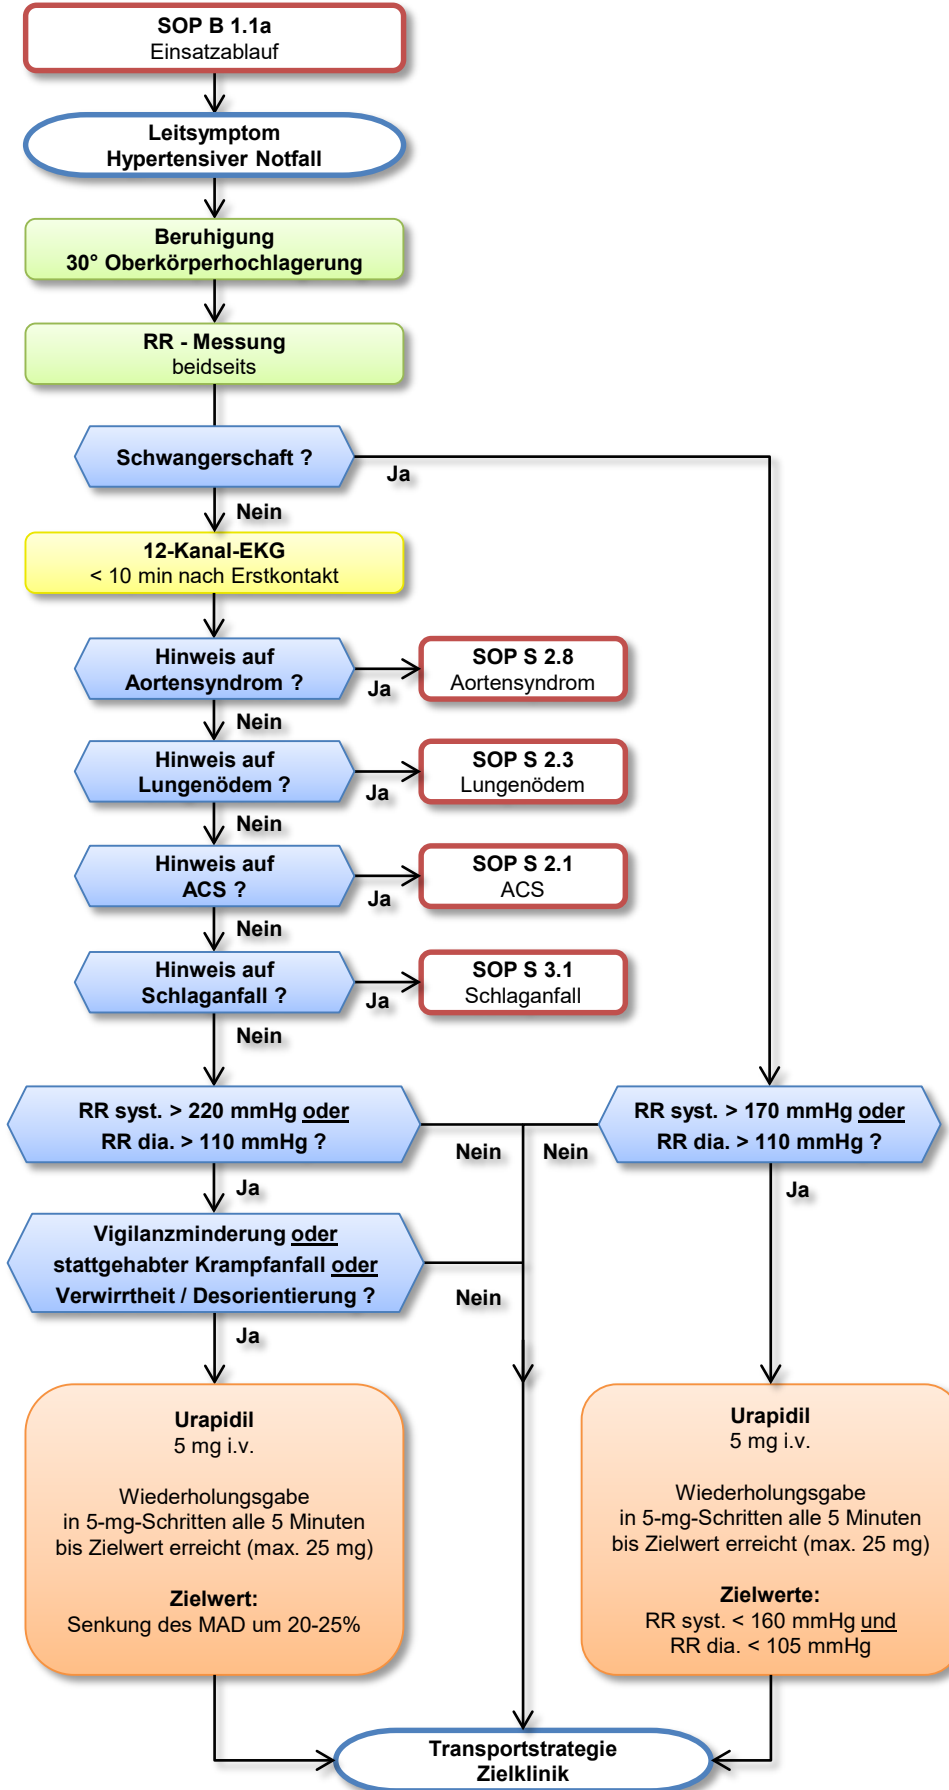 SOP B 1.1a
Einsatzablauf
Leitsymptom
Hypertensiver Notfall
Beruhigung
30° Oberkörperhochlagerung
RR - Messung
beidseits
Schwangerschaft ?
Ja
Nein
12-Kanal-EKG
< 10 min nach Erstkontakt
Hinweis auf
Aortensyndrom ?
Ja
SOP S 2.8
Aortensyndrom
Nein
Hinweis auf
Lungenödem ?
Ja
SOP S 2.3
Lungenödem
Nein
Hinweis auf
ACS ?
Ja
SOP S 2.1
ACS
Nein
Hinweis auf
Schlaganfall ?
Ja
SOP S 3.1
Schlaganfall
Nein
RR syst. > 220 mmHg oder
RR dia. > 110 mmHg ?
Nein
Nein
RR syst. > 170 mmHg oder
RR dia. > 110 mmHg ?
Ja
Ja
Vigilanzminderung oder
stattgehabter Krampfanfall oder
Verwirrtheit / Desorientierung ?
Nein
Ja
Urapidil
5 mg i.v.
Wiederholungsgabe
in 5-mg-Schritten alle 5 Minuten
bis Zielwert erreicht (max. 25 mg)
Zielwert:
Senkung des MAD um 20-25%
Urapidil
5 mg i.v.
Wiederholungsgabe
in 5-mg-Schritten alle 5 Minuten
bis Zielwert erreicht (max. 25 mg)
Zielwerte:
RR syst. < 160 mmHg und
RR dia. < 105 mmHg
Transportstrategie
Zielklinik